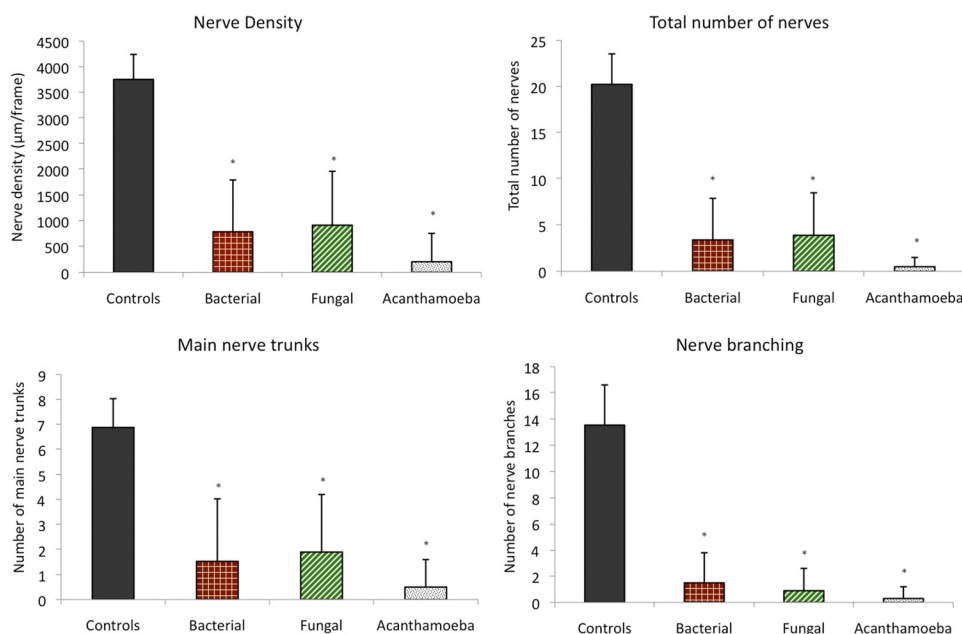 Nerve Density
Nerve density (µm/frame)
4500
4000
3500
3000
2500
2000
1500
1000
500
0
* * *
Controls Bacterial Fungal Acanthamoeba
Total number of nerves
Total number of nerves
25
20
15
10
5
0
* * *
Controls Bacterial Fungal Acanthamoeba
Main nerve trunks
Number of main nerve trunks
9
8
7
6
5
4
3
2
1
0
* * *
Controls Bacterial Fungal Acanthamoeba
Nerve branching
Number of nerve branches
18
16
14
12
10
8
6
4
2
0
* * *
Controls Bacterial Fungal Acanthamoeba